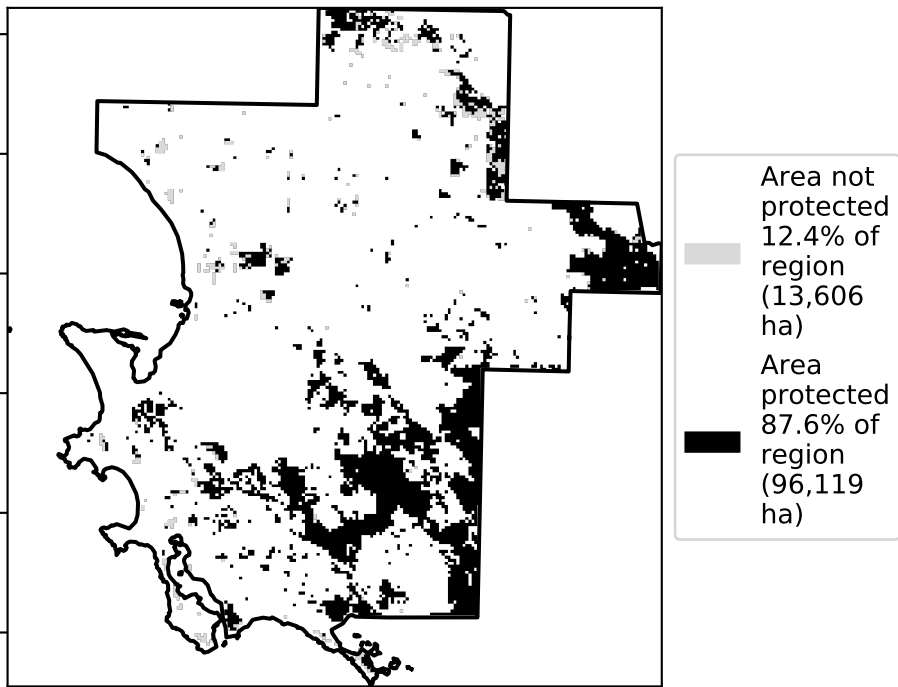 Area not
protected
12.4% of
region
(13,606
ha)
Area
protected
87.6% of
region
(96,119
ha)